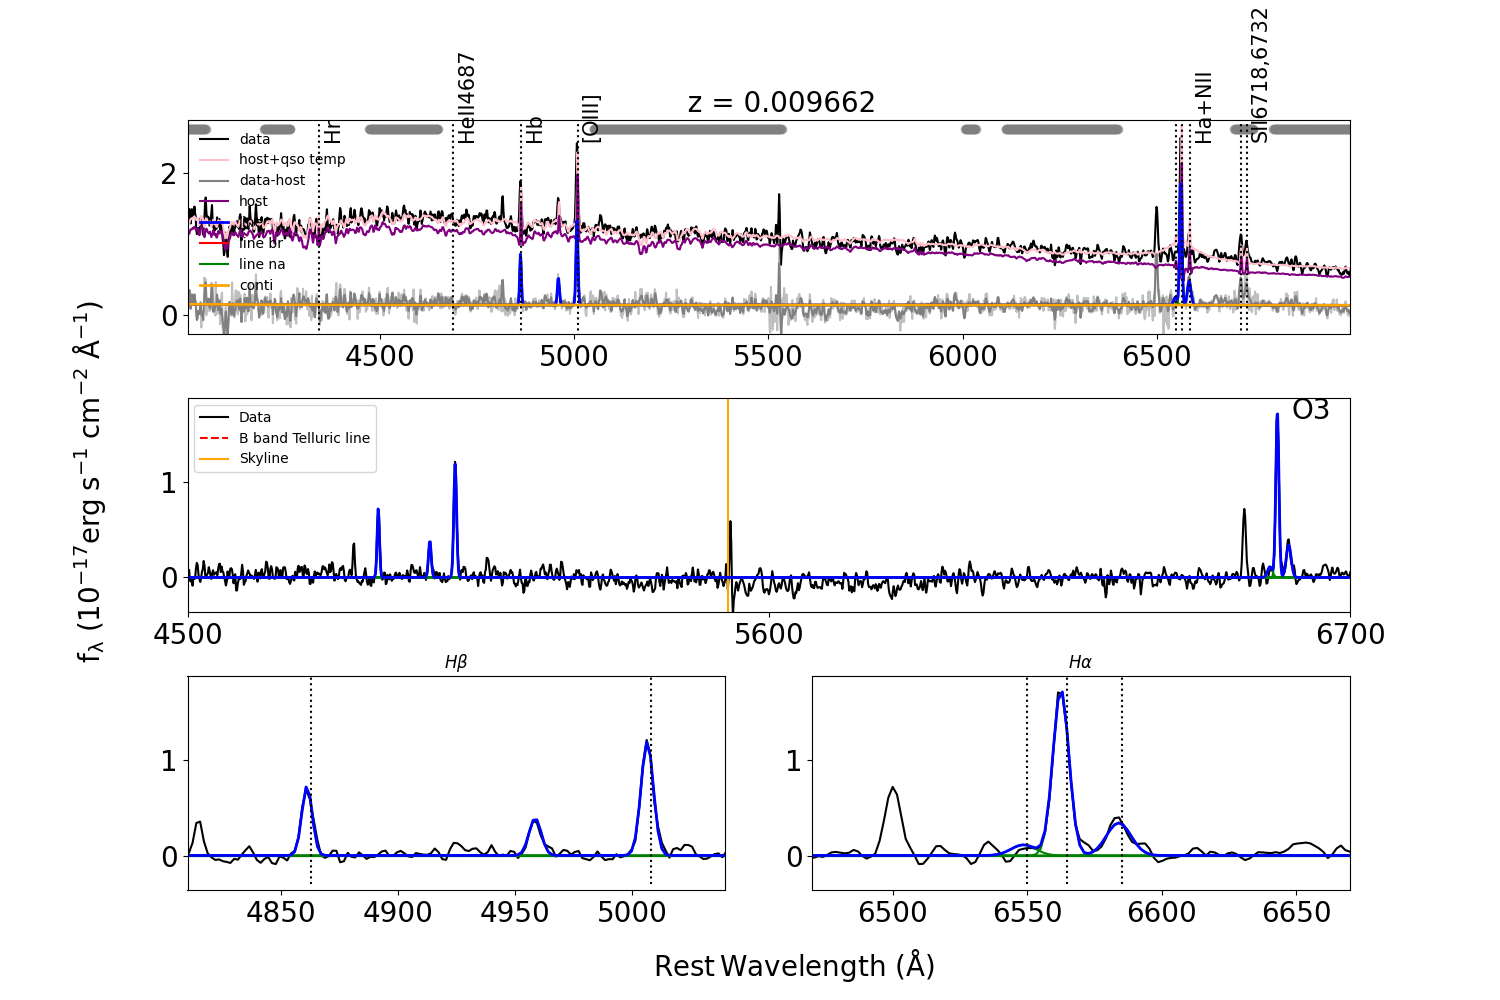 z = 0.009662
Hr
HeII4687
Hb
[OIII]
Ha+NII
SII6718,6732
data
host+qso temp
data-host
host
line br
line na
conti
2
0
4500
5000
5500
6000
6500
Data
B band Telluric line
Skyline
O3
1
0
4500
5600
6700
Hβ
1
0
4850
4900
4950
5000
Hα
1
0
6500
6550
6600
6650
fλ (10⁻¹⁷erg s⁻¹ cm⁻² Å⁻¹)
Rest Wavelength (Å)